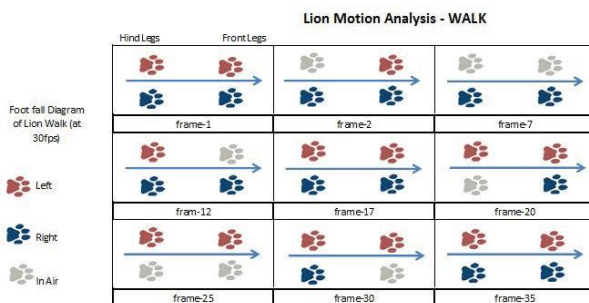 Lion Motion Analysis - WALK
Hind Legs Front Legs
Foot fall Diagram
of Lion Walk (at
30fps)
Left
Right
In Air
frame-1 frame-2 frame-7
fram-12 frame-17 frame-20
frame-25 frame-30 frame-35